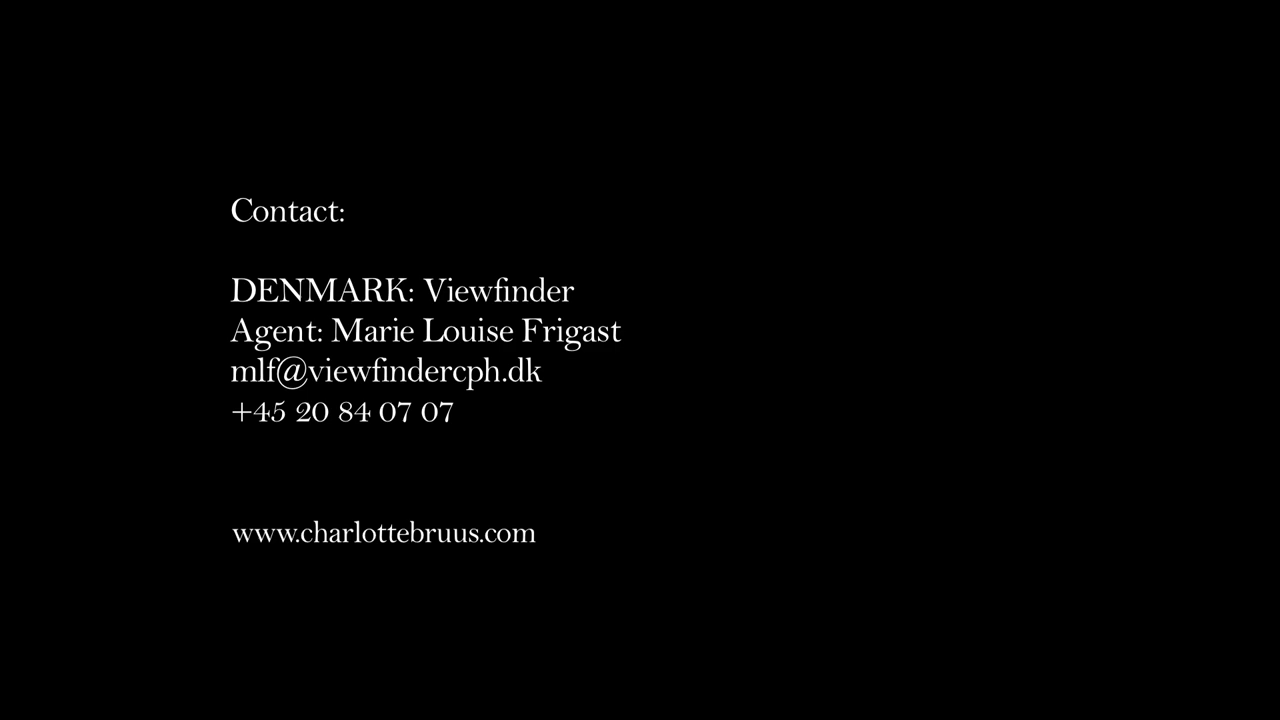 Contact:
DENMARK: Viewfinder
Agent: Marie Louise Frigast
mlf@viewfindercph.dk
+45 20 84 07 07
www.charlottebruus.com